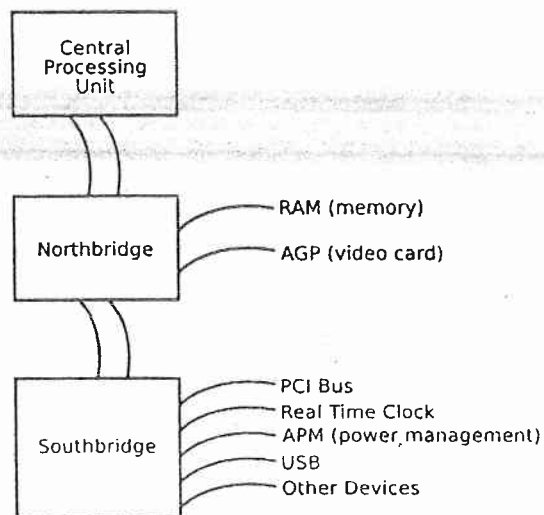 Central
Processing
Unit
Northbridge
RAM (memory)
AGP (video card)
Southbridge
PCI Bus
Real Time Clock
APM (power management)
USB
Other Devices